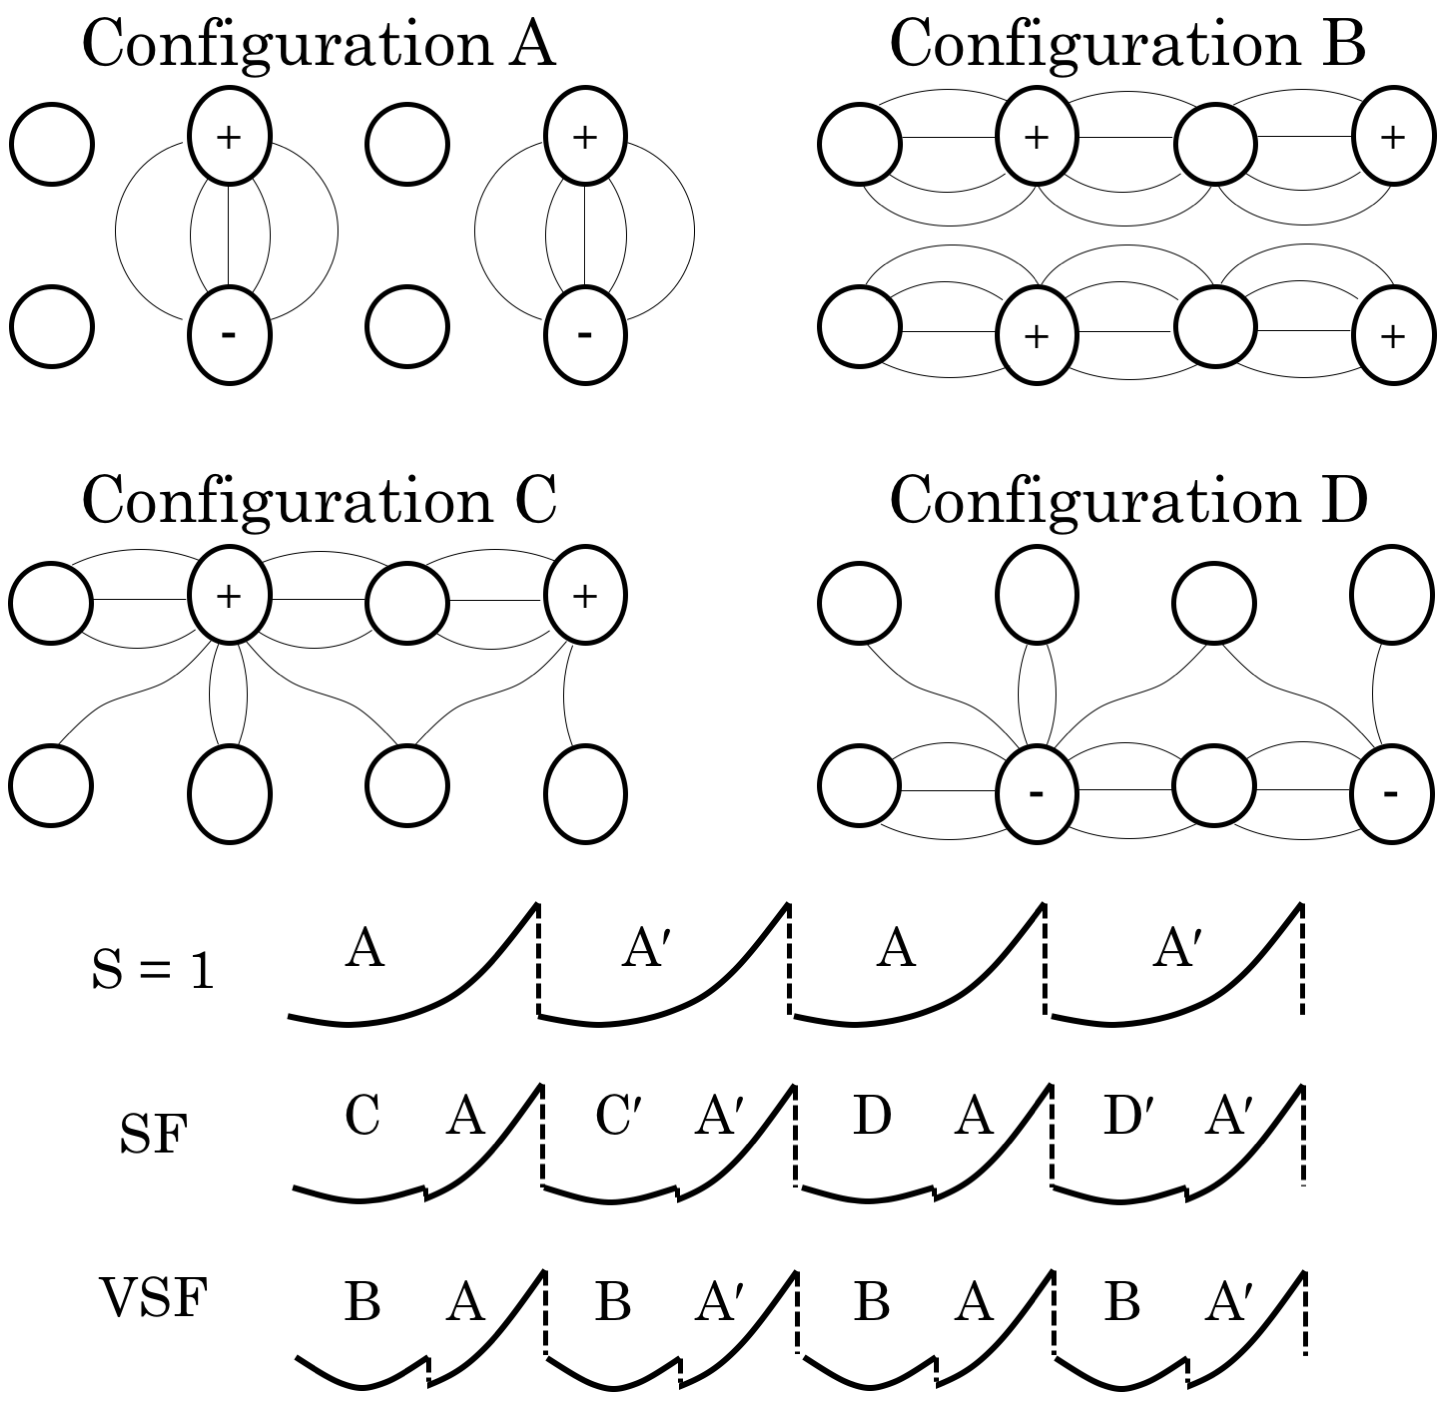 Configuration A
Configuration B
+ +
+ +
- -
+ +
Configuration C
Configuration D
+ +
- -
S = 1 A A′ A A′
SF C A C′ A′ D A D′ A′
VSF B A B A′ B A B A′